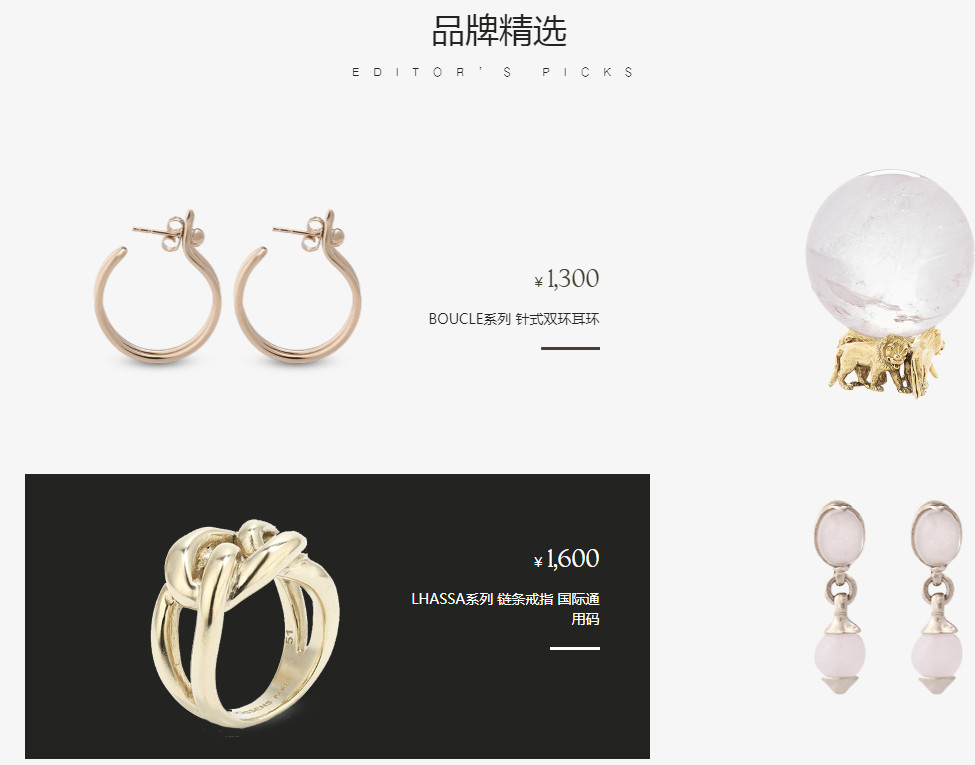 品牌精选
EDITOR'S PICKS
¥1,300
BOUCLE系列 针式双环耳环
¥1,600
LHASSA系列 链条戒指 国际通
用码
51